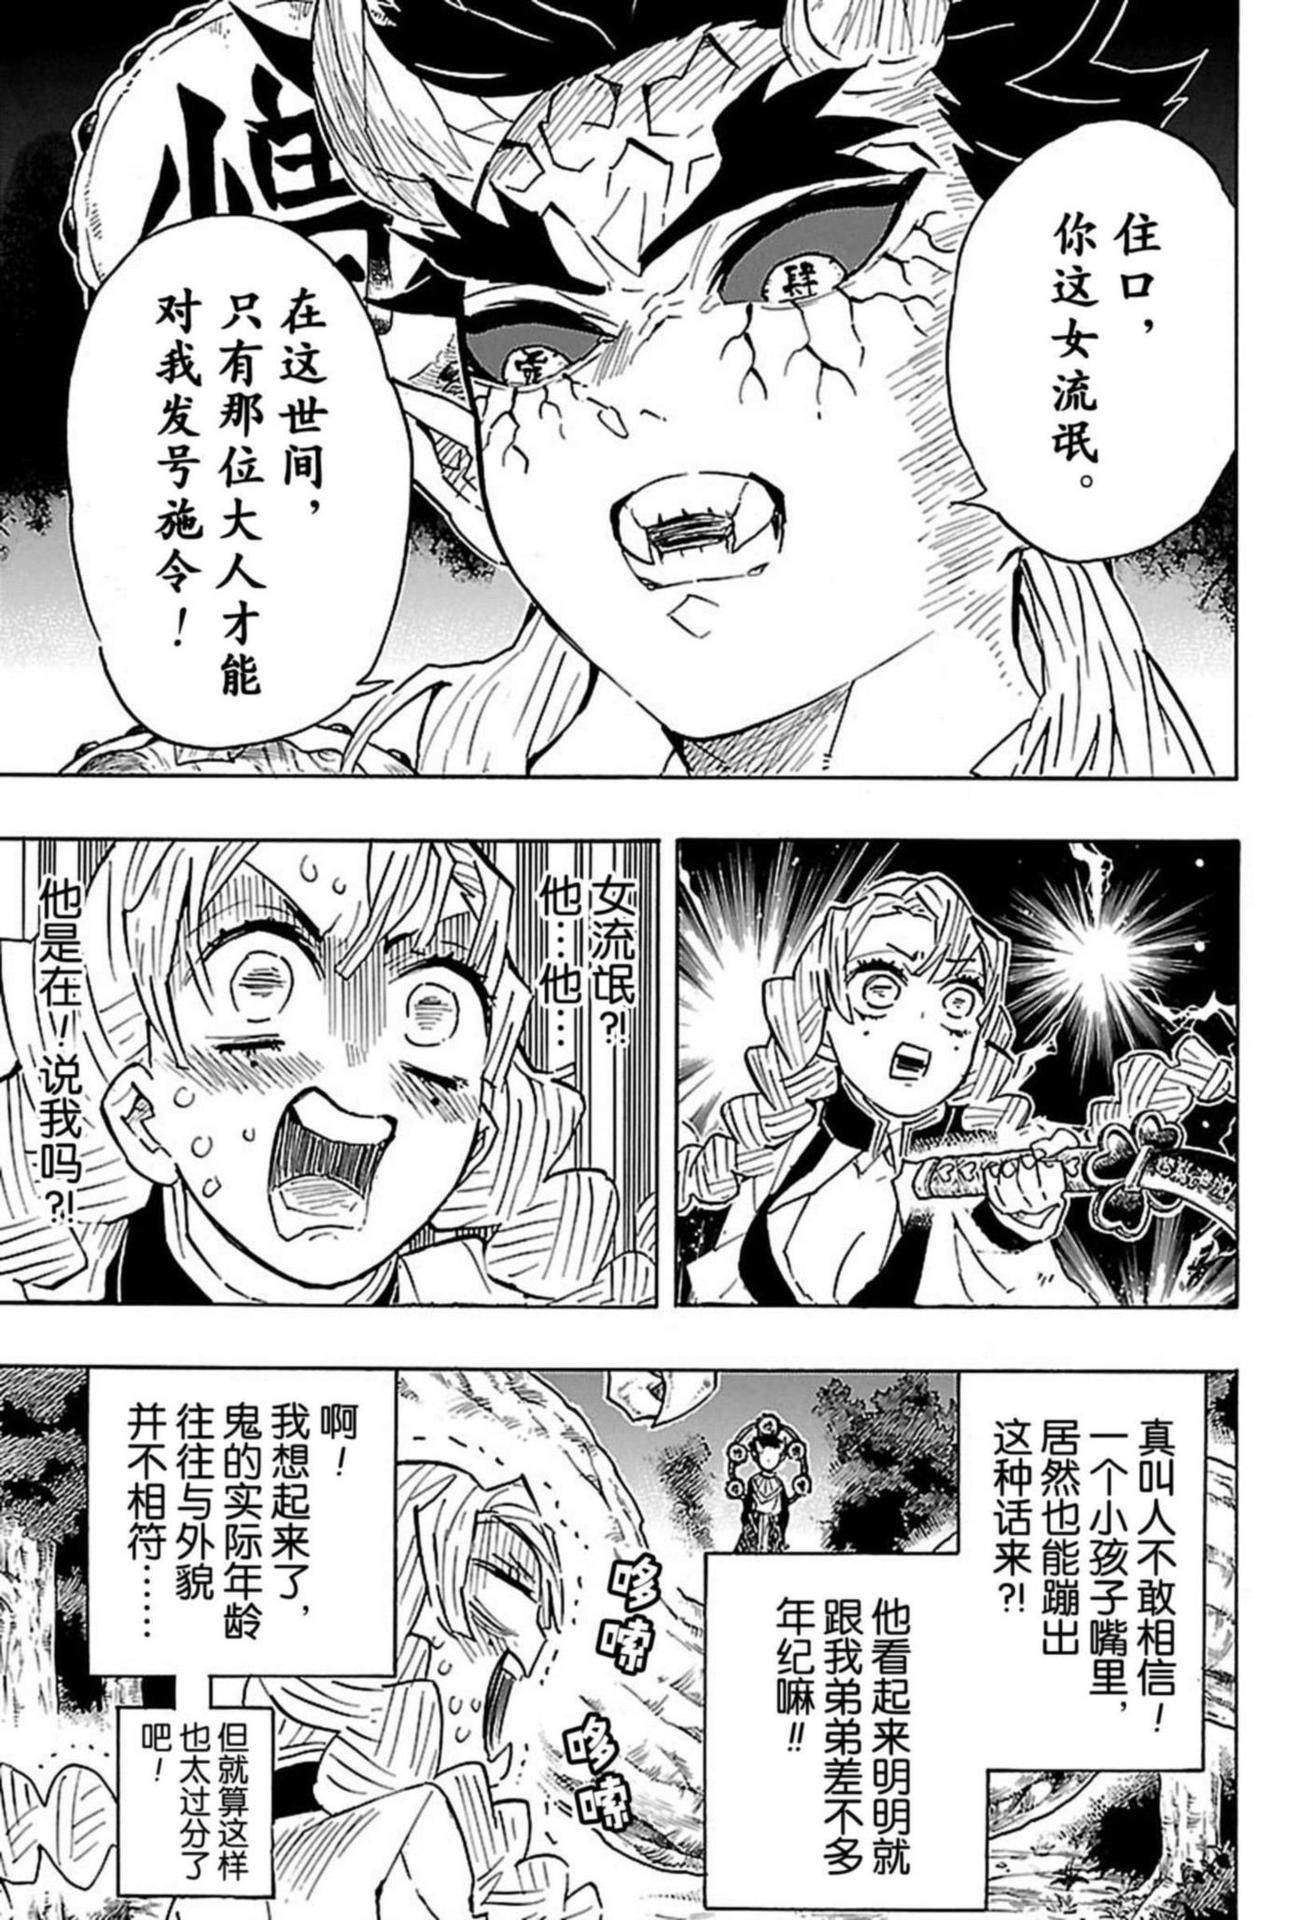 住口，
你这女流氓。
在这世间，
只有那位大人才能
对我发号施令！
憎
肆
女流氓?!
他…他……
他是在//说我吗?!
真叫人不敢相信！
一个小孩子嘴里，
居然也能蹦出
这种话来?!
他看起来明明就
跟我弟弟差不多
年纪嘛!!
哆嗦
哆嗦
啊！
我想起来了，
鬼的实际年龄
往往与外貌
并不相符……
但就算这样
也太过分了
吧！